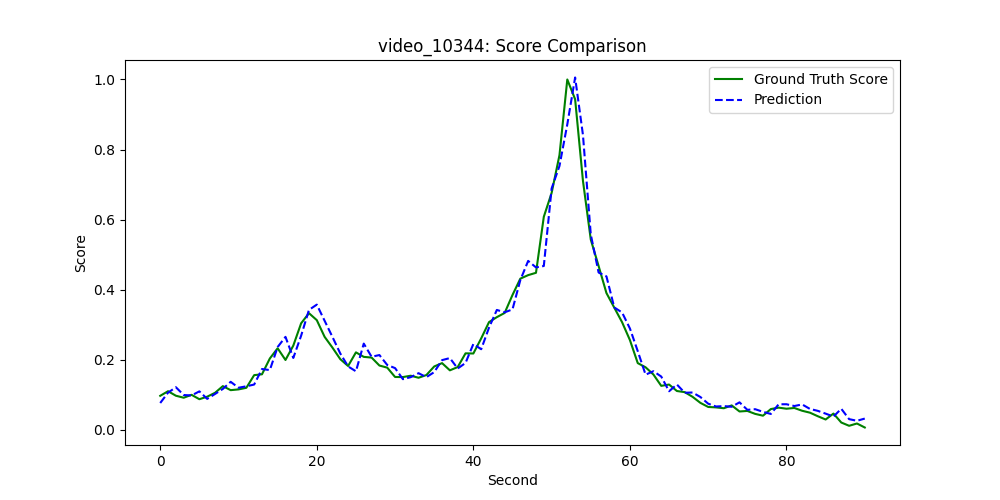 video_10344: Score Comparison
Ground Truth Score
Prediction
Score
1.0
0.8
0.6
0.4
0.2
0.0
0 20 40 60 80
Second